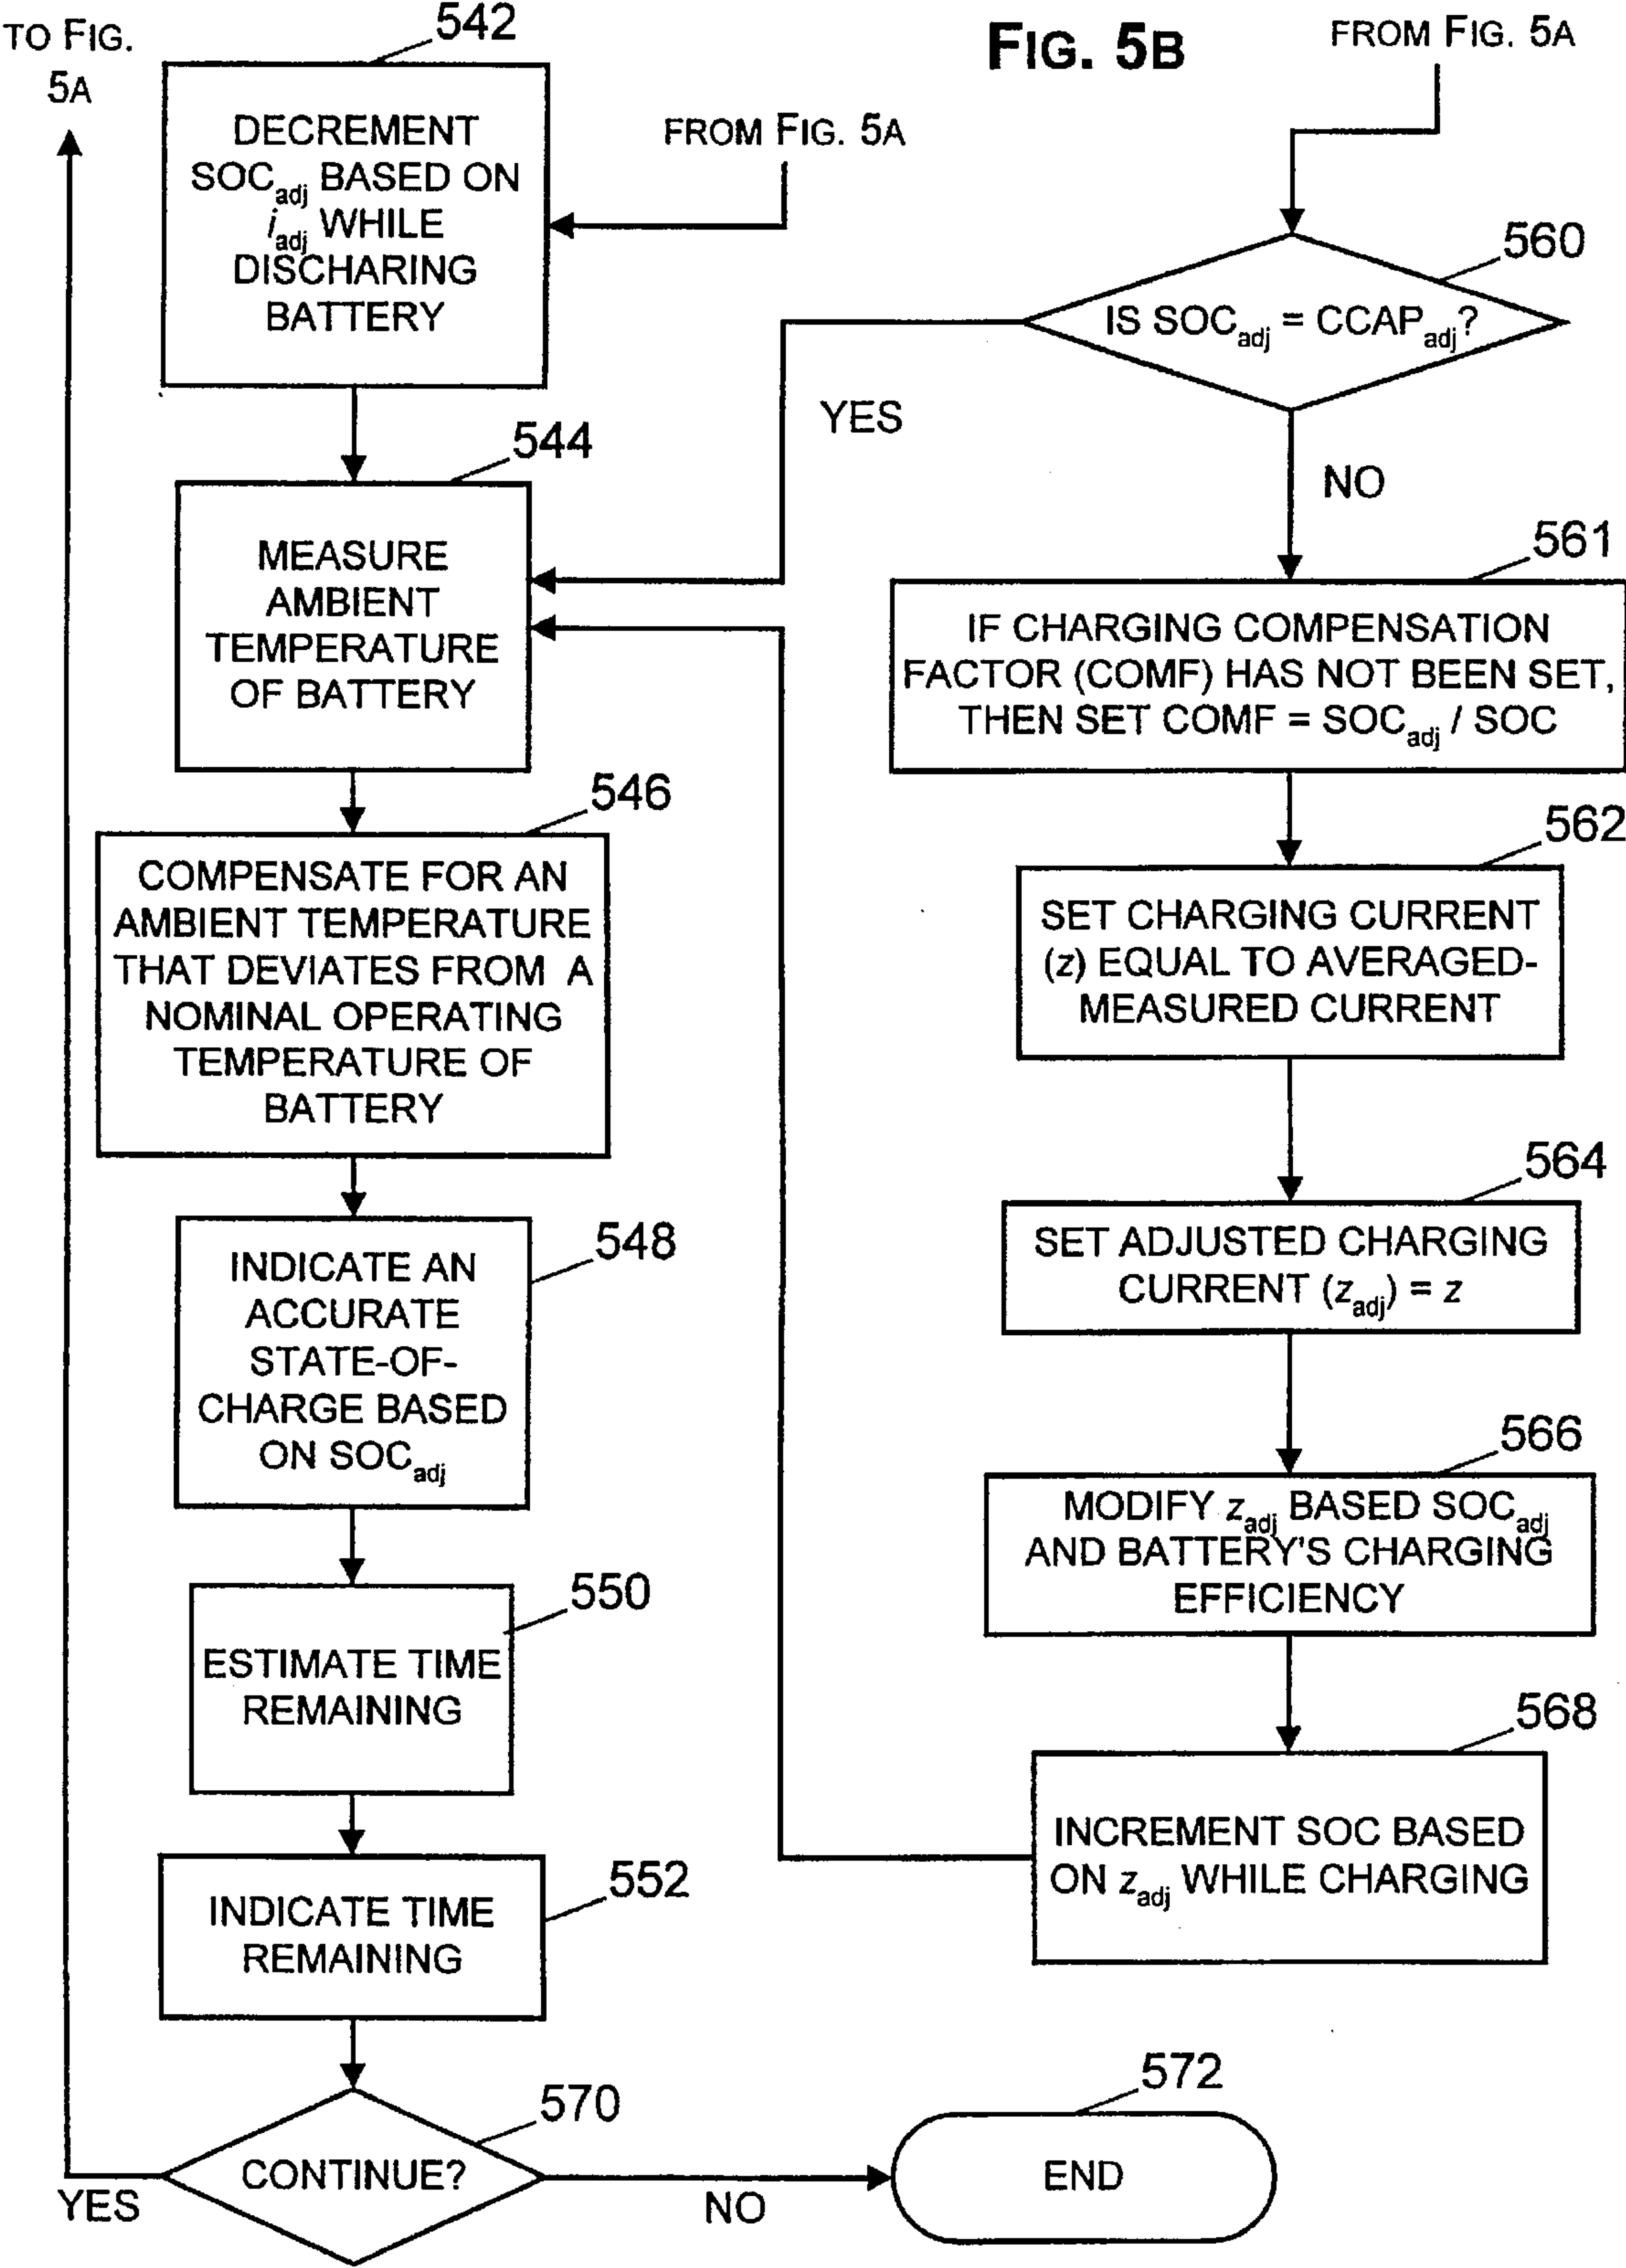 TO FIG.
5A
542
FIG. 5B
FROM FIG. 5A
DECREMENT
SOCadj BASED ON
iadj WHILE
DISCHARING
BATTERY
FROM FIG. 5A
560
IS SOCadj = CCAPadj?
YES
NO
544
MEASURE
AMBIENT
TEMPERATURE
OF BATTERY
561
IF CHARGING COMPENSATION
FACTOR (COMF) HAS NOT BEEN SET,
THEN SET COMF = SOCadj / SOC
546
COMPENSATE FOR AN
AMBIENT TEMPERATURE
THAT DEVIATES FROM A
NOMINAL OPERATING
TEMPERATURE OF
BATTERY
562
SET CHARGING CURRENT
(z) EQUAL TO AVERAGED-
MEASURED CURRENT
548
INDICATE AN
ACCURATE
STATE-OF-
CHARGE BASED
ON SOCadj
564
SET ADJUSTED CHARGING
CURRENT (zadj) = z
566
MODIFY zadj BASED SOCadj
AND BATTERY'S CHARGING
EFFICIENCY
550
ESTIMATE TIME
REMAINING
568
INCREMENT SOC BASED
ON zadj WHILE CHARGING
552
INDICATE TIME
REMAINING
570
CONTINUE?
YES
NO
572
END